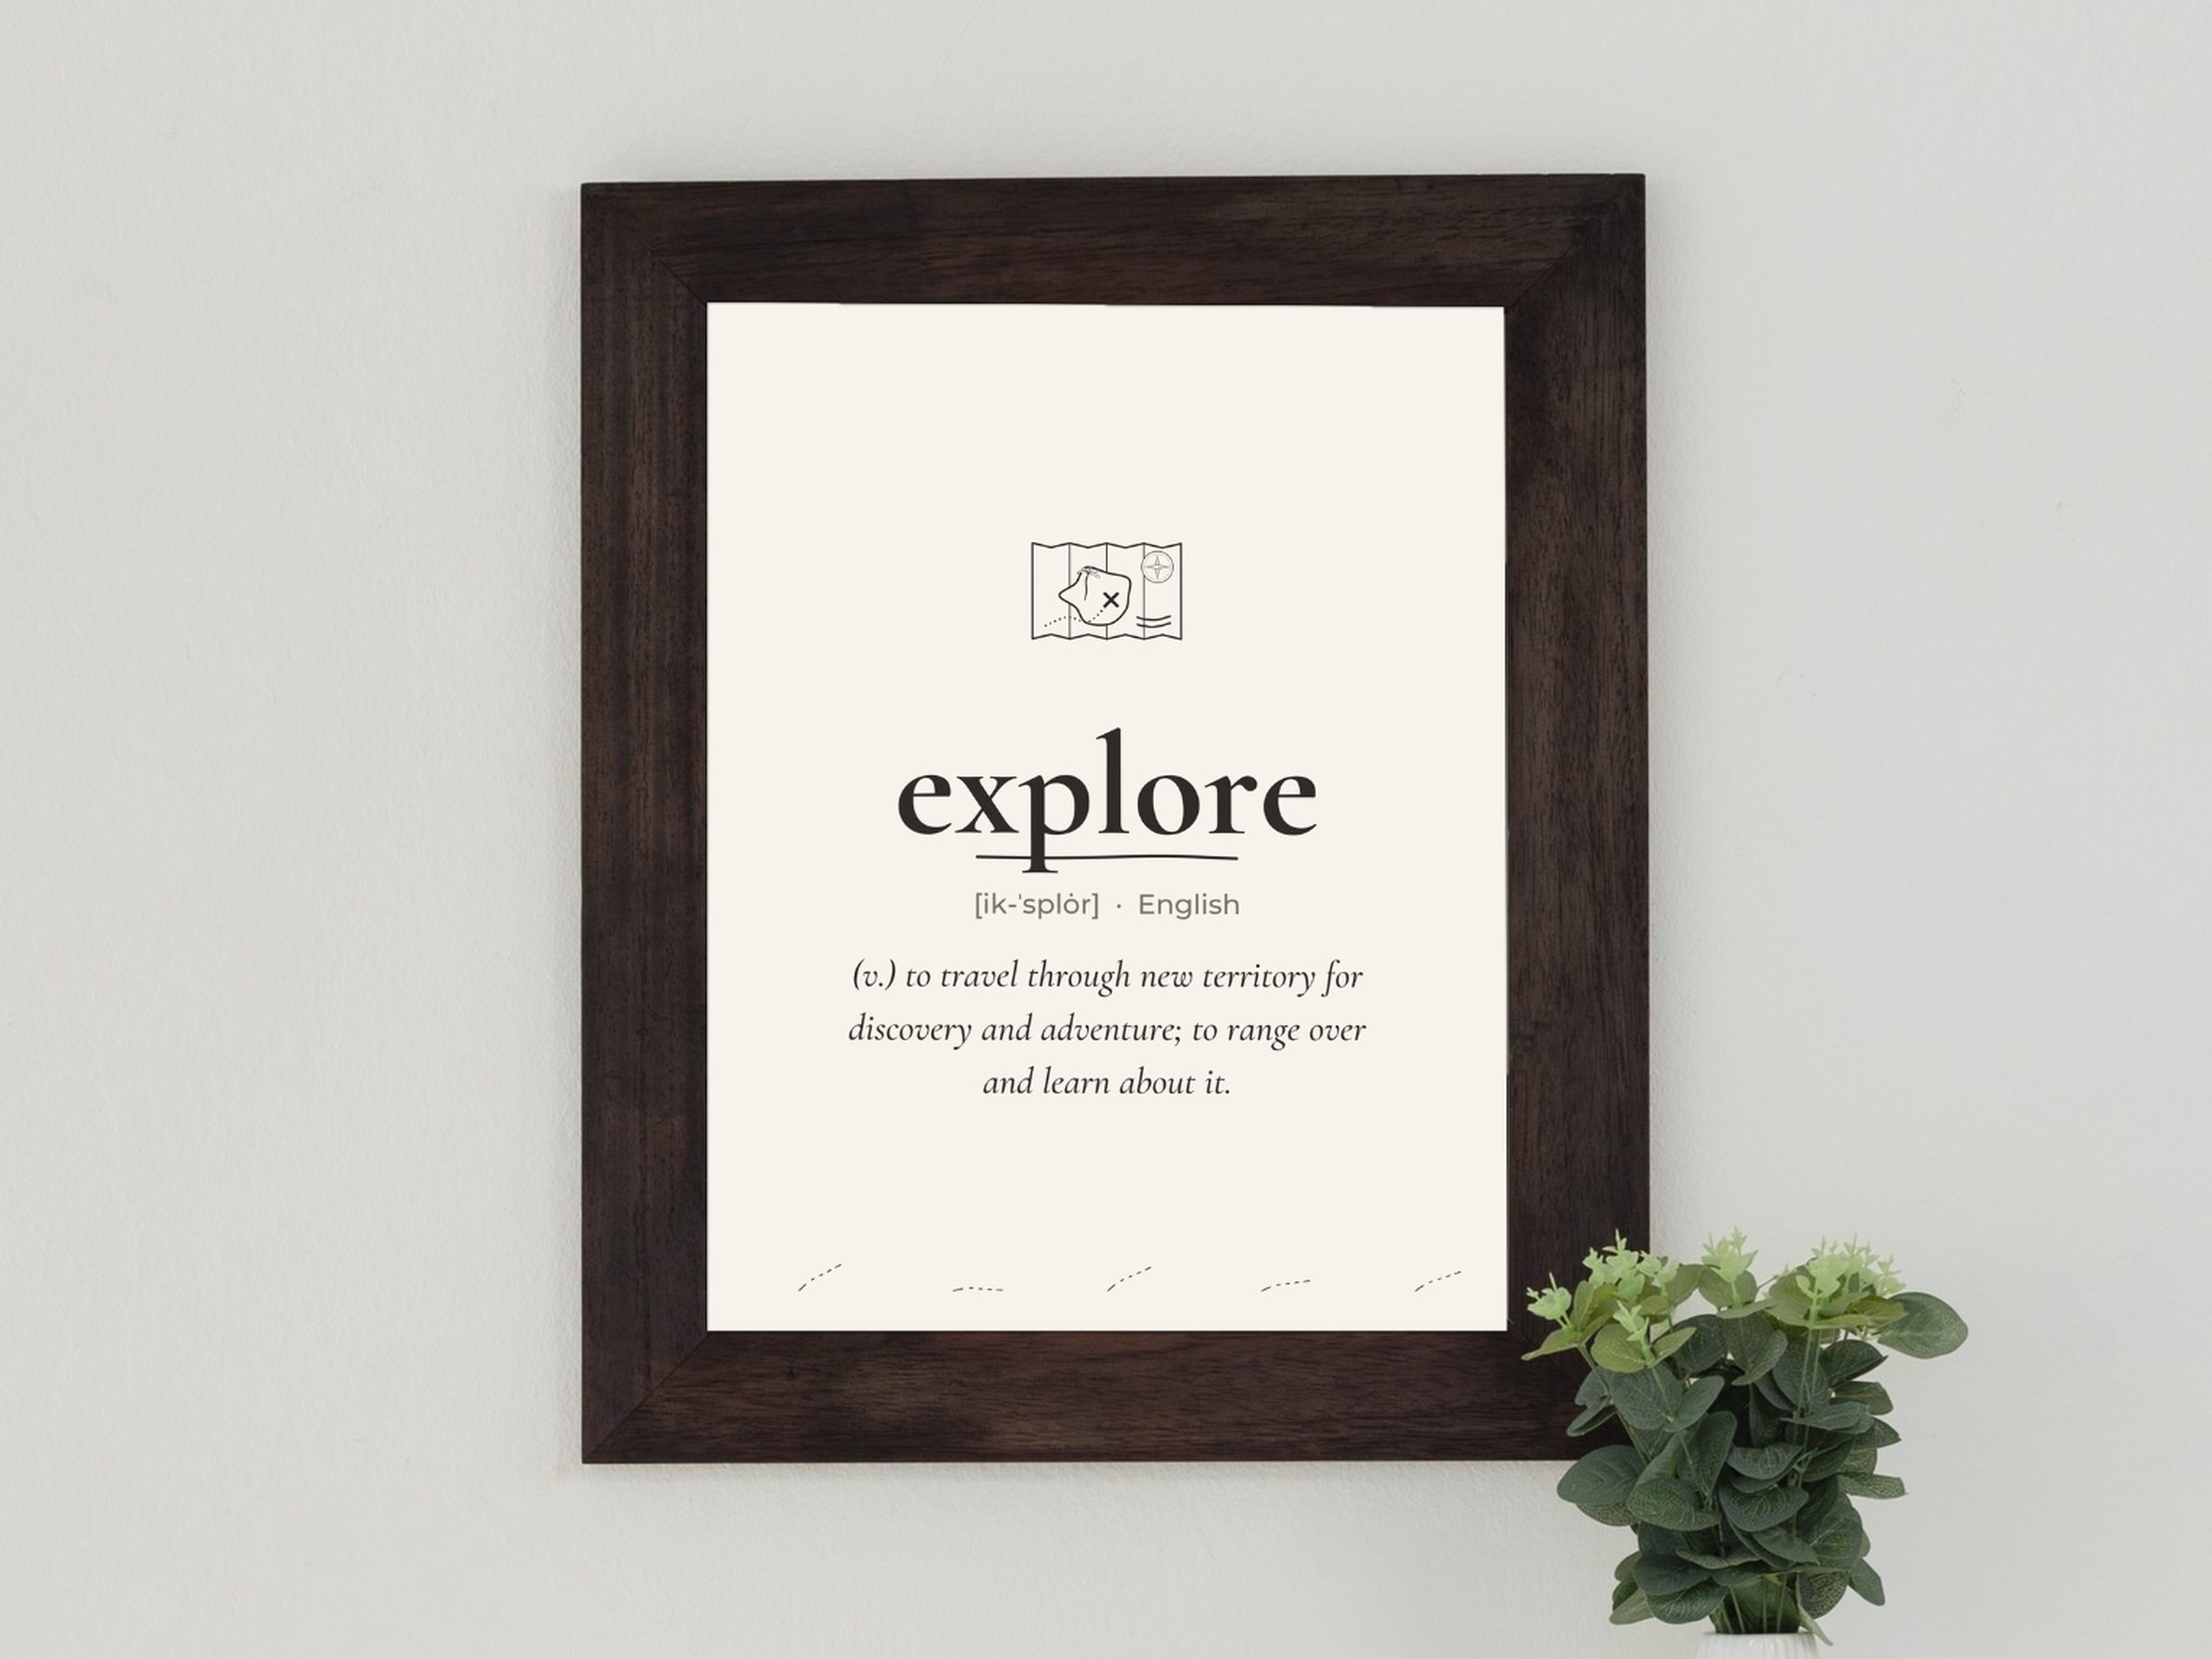 explore
[ik-ˈsplȯr] · English
(v.) to travel through new territory for
discovery and adventure; to range over
and learn about it.